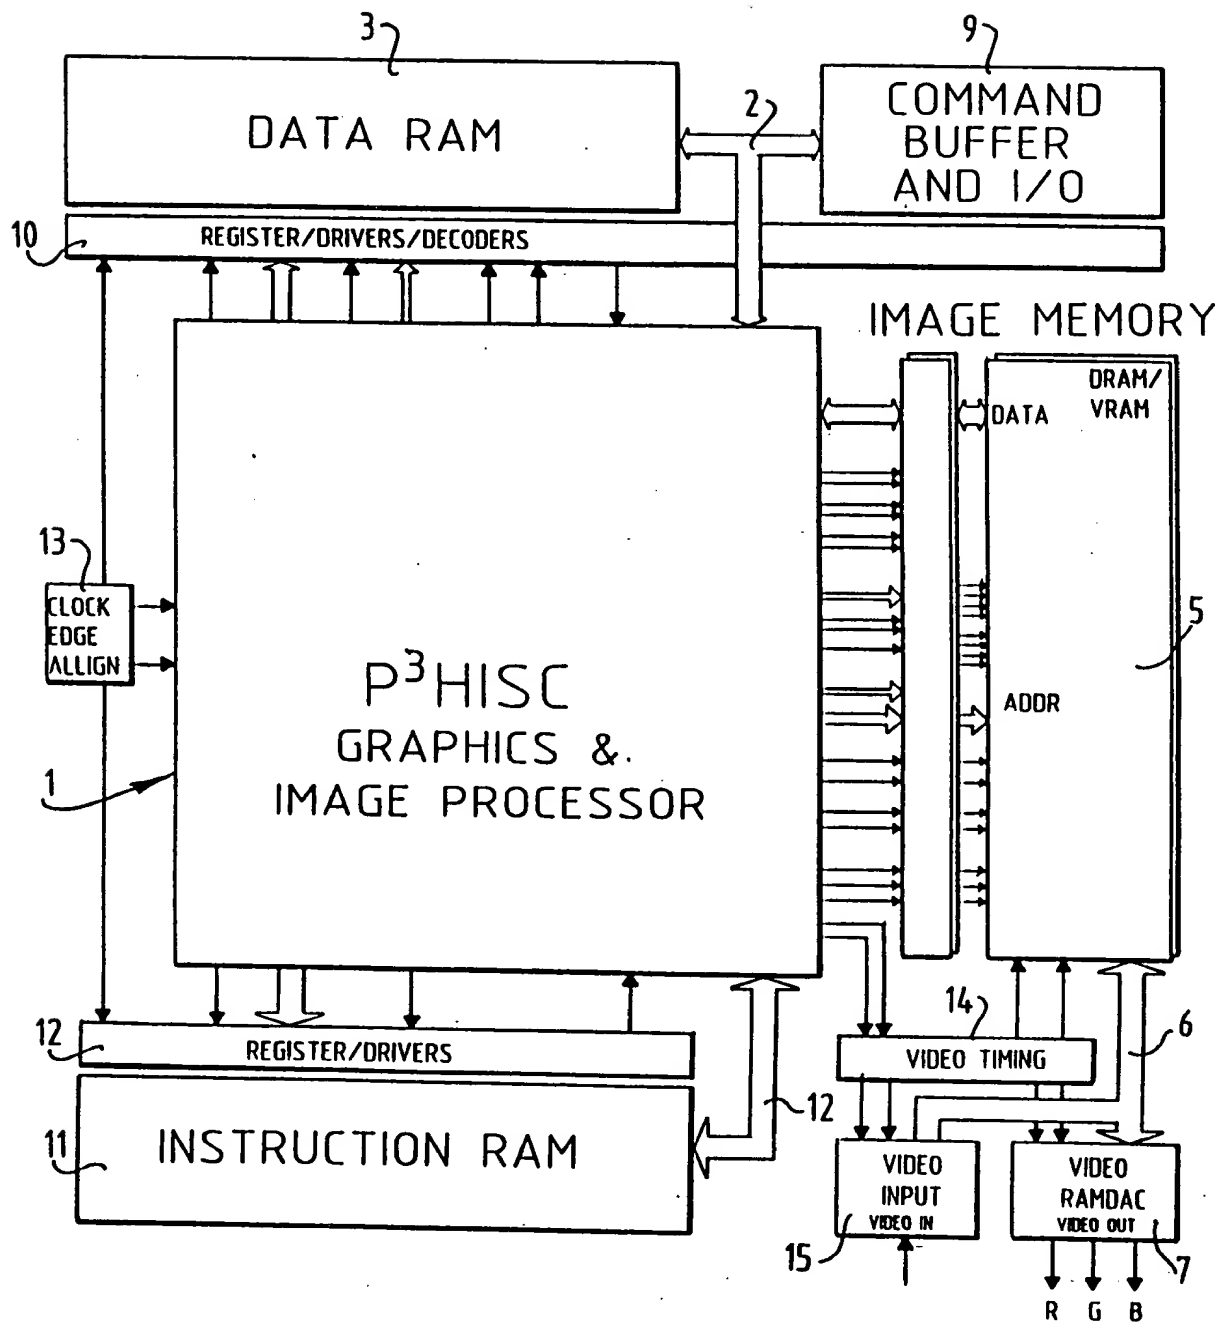 3
9
DATA RAM
2
COMMAND
BUFFER
AND I/O
10
REGISTER/DRIVERS/DECODERS
IMAGE MEMORY
DRAM/
VRAM
DATA
13
CLOCK
EDGE
ALLIGN
5
P³HISC
GRAPHICS &.
IMAGE PROCESSOR
ADDR
1
14
6
12
REGISTER/DRIVERS
VIDEO TIMING
12
11
INSTRUCTION RAM
VIDEO
INPUT
VIDEO IN
VIDEO
RAMDAC
VIDEO OUT
15
7
R G B